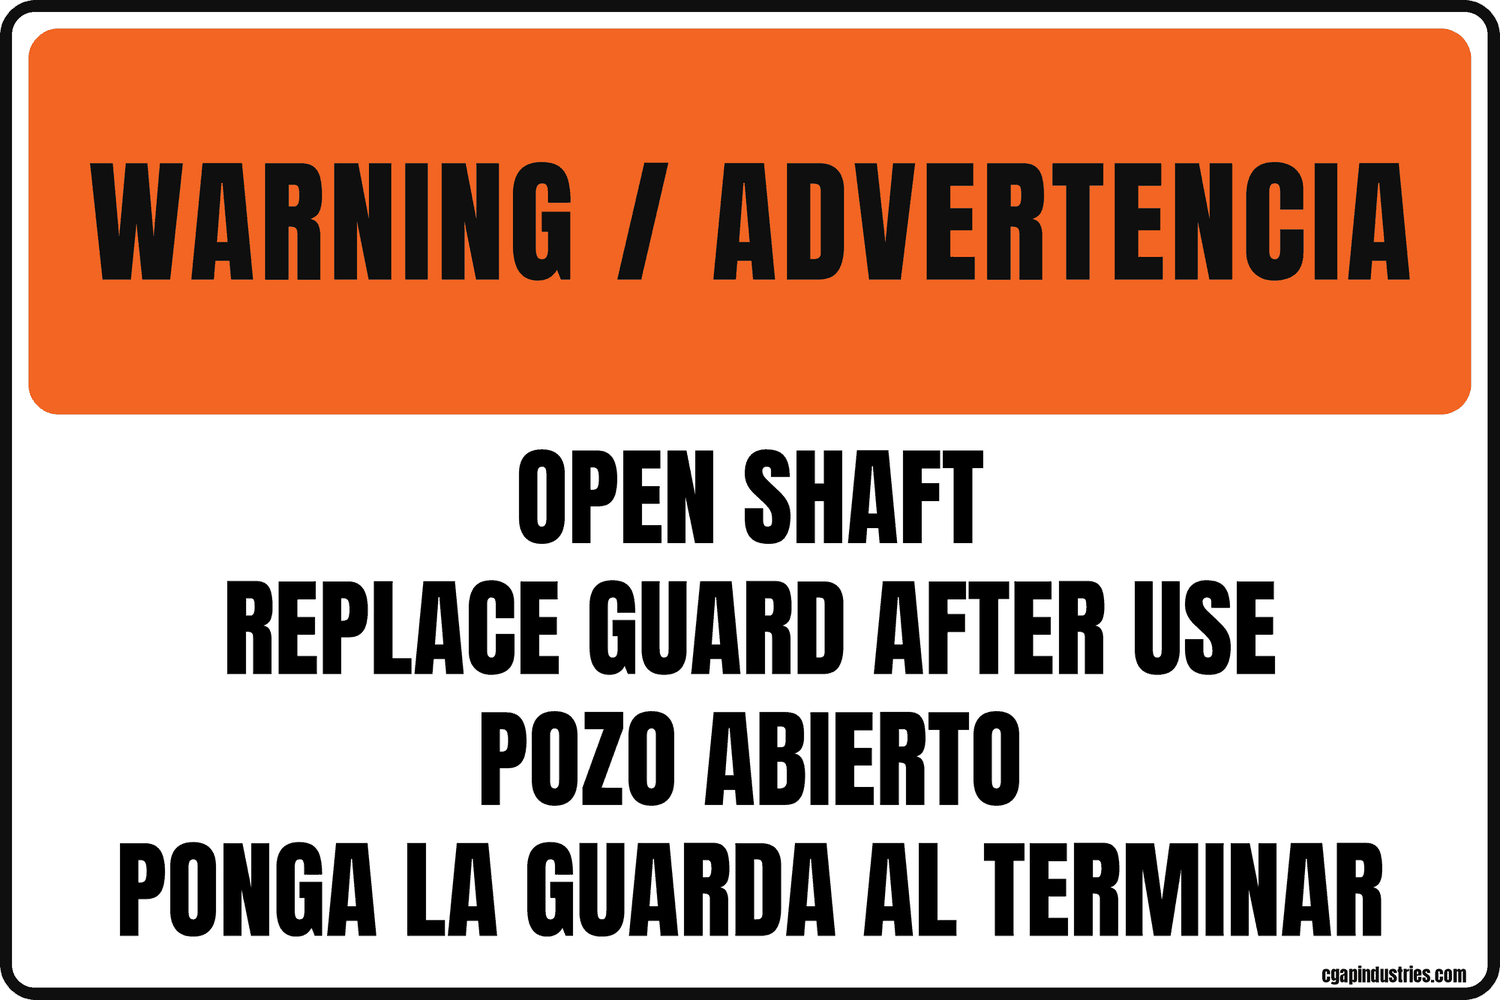 WARNING / ADVERTENCIA
OPEN SHAFT
REPLACE GUARD AFTER USE
POZO ABIERTO
PONGA LA GUARDA AL TERMINAR
cgapindustries.com